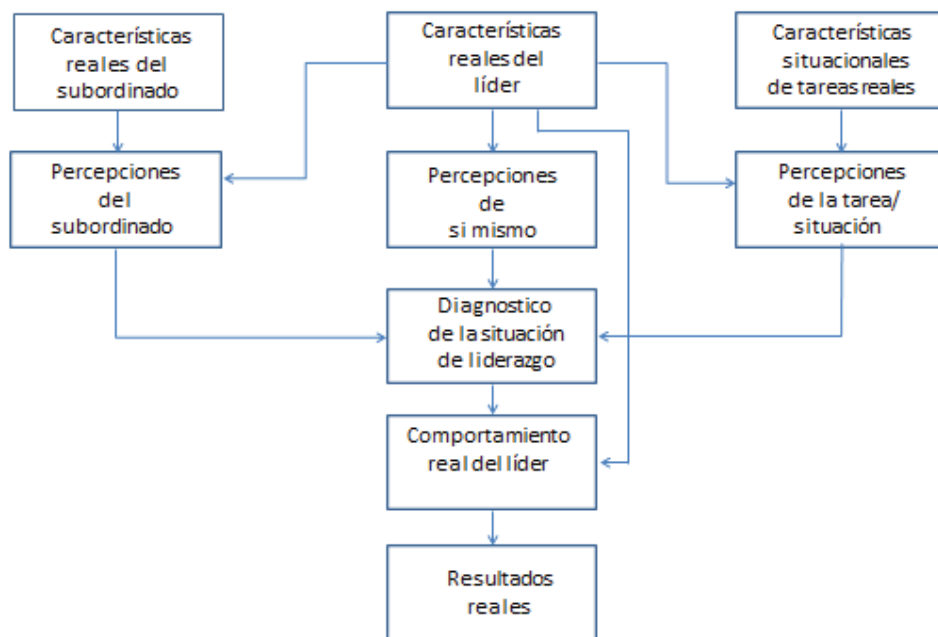 Características
reales del
subordinado
Características
reales del
líder
Características
situacionales
de tareas reales
Percepciones
del
subordinado
Percepciones
de
si mismo
Percepciones
de la tarea/
situación
Diagnostico
de la situación
de liderazgo
Comportamiento
real del líder
Resultados
reales